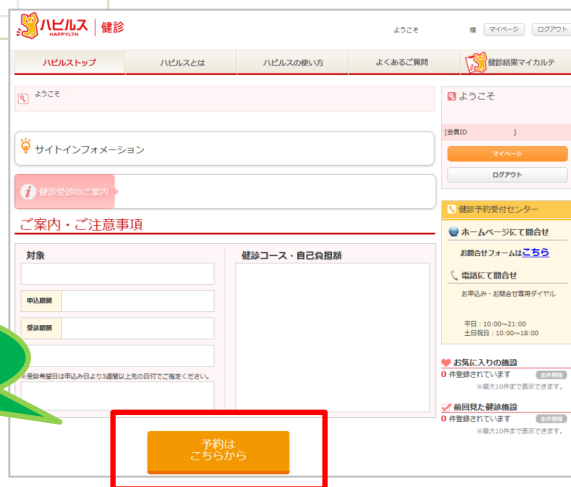 ハピルス 健診
HAPPYLTH
ようこそ 様 マイページ ログアウト
ハピルストップ ハピルスとは ハピルスの使い方 よくあるご質問 健診結果マイカルテ
ようこそ
サイトインフォメーション
健診受診のご案内
ご案内・ご注意事項
対象
申込期間
受診期間
※受診希望日は申込み日より3週間以上先の日付でご指定ください。
健診コース・自己負担額
予約は
こちらから
ようこそ
[会員ID ]
マイページ
ログアウト
健診予約受付センター
ホームページにて問合せ
お問合せフォームはこちら
電話にて問合せ
お申込み・お問合せ専用ダイヤル
平日：10:00～21:00
土日祝日：10:00～18:00
お気に入りの施設
0 件登録されています 全件削除
※最大10件まで表示できます。
前回見た健診施設
0 件登録されています 全件削除
※最大10件まで表示できます。